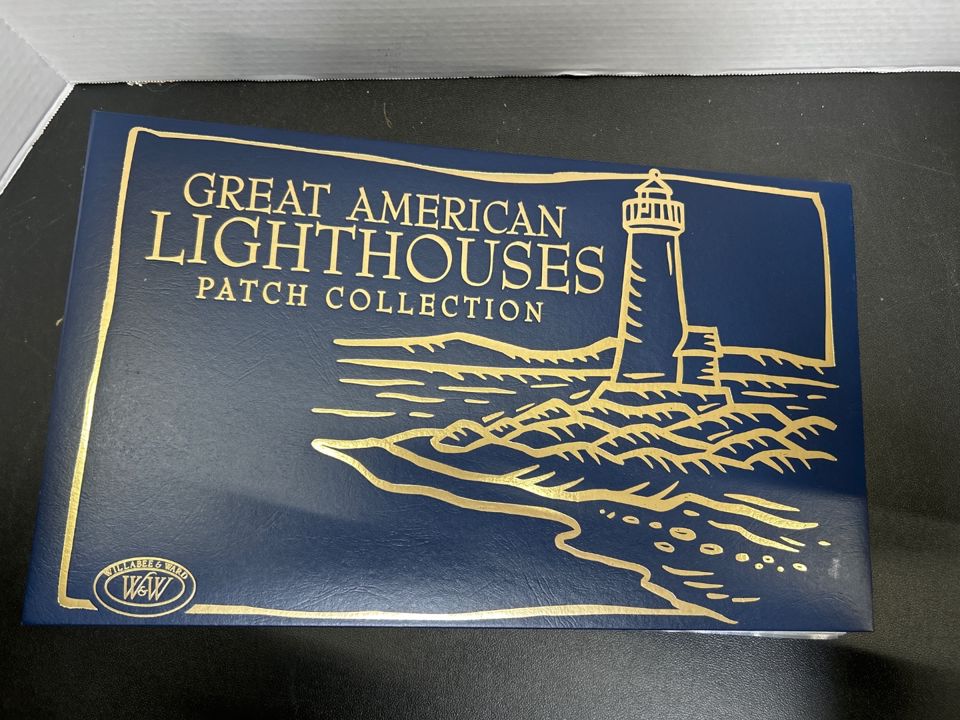 GREAT AMERICAN
LIGHTHOUSES
PATCH COLLECTION
WILLABEE & WARD
W&W